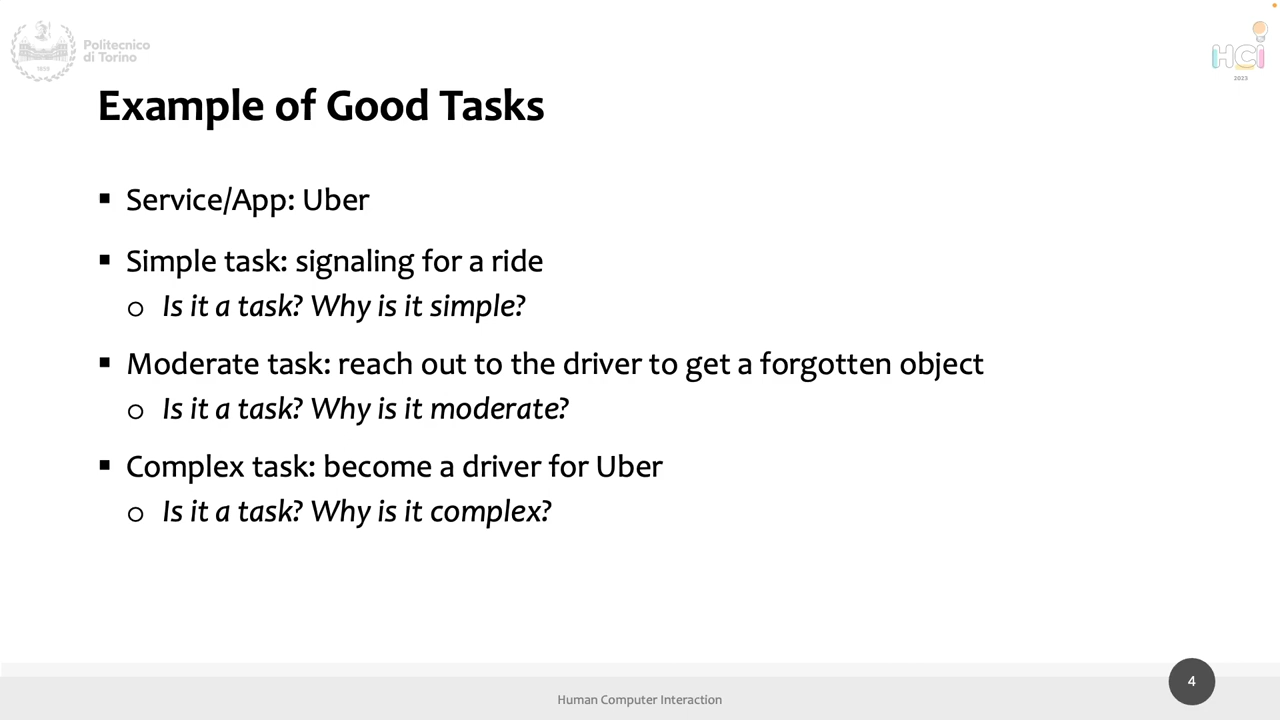 Politecnico
di Torino
1859
HCI
2023
Example of Good Tasks
▪ Service/App: Uber
▪ Simple task: signaling for a ride
o Is it a task? Why is it simple?
▪ Moderate task: reach out to the driver to get a forgotten object
o Is it a task? Why is it moderate?
▪ Complex task: become a driver for Uber
o Is it a task? Why is it complex?
Human Computer Interaction
4